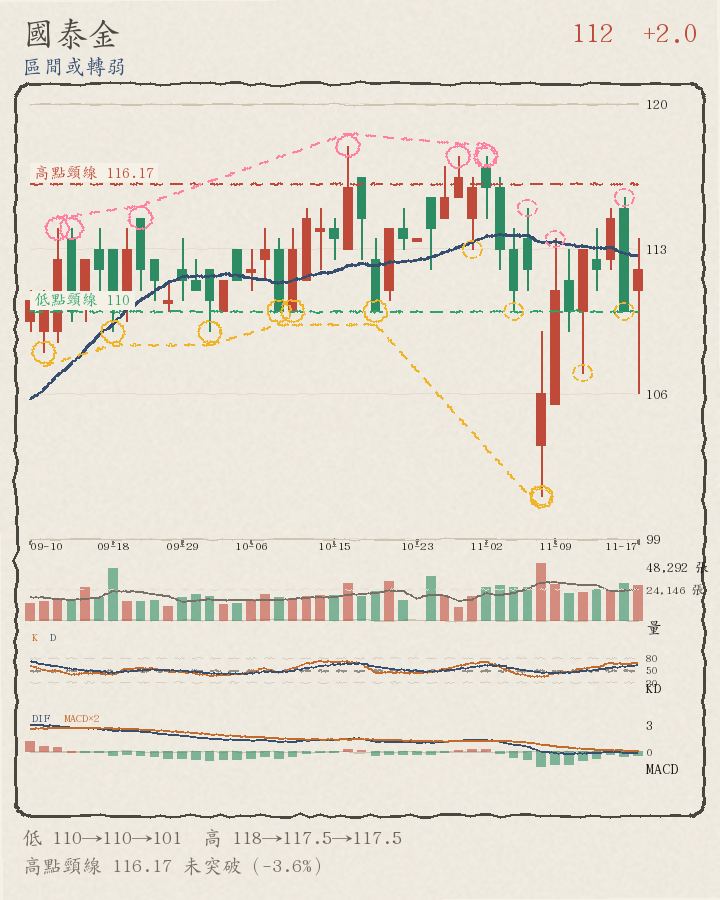 國泰金
112 +2.0
區間或轉弱
120
高點頸線 116.17
113
低點頸線 110
106
99
09-10 09-18 09-29 10-06 10-15 10-23 11-02 11-09 11-17
48,292 張
24,146 張
量
K D
80
50
20
KD
DIF MACD×2
3
0
MACD
低 110→110→101 高 118→117.5→117.5
高點頸線 116.17 未突破 (-3.6%)